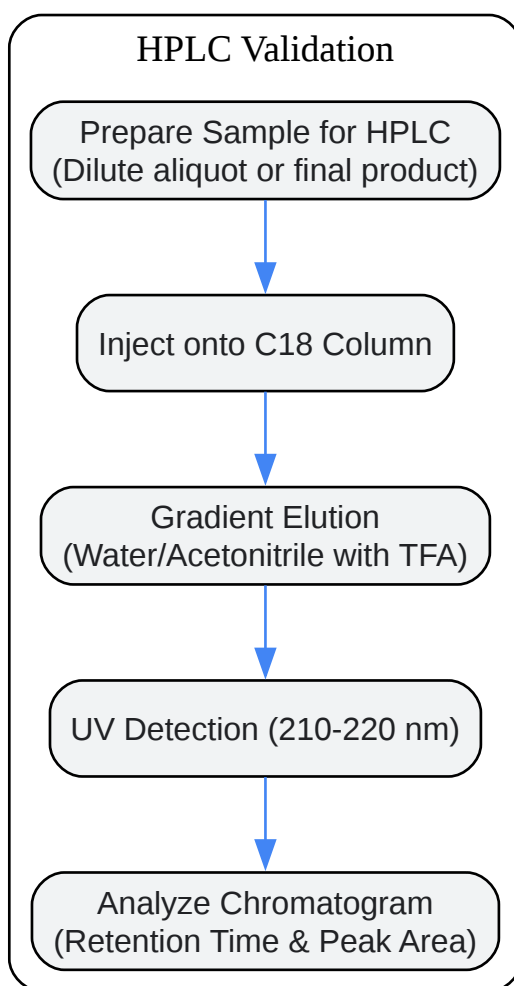 HPLC Validation
Prepare Sample for HPLC
(Dilute aliquot or final product)
Inject onto C18 Column
Gradient Elution
(Water/Acetonitrile with TFA)
UV Detection (210-220 nm)
Analyze Chromatogram
(Retention Time & Peak Area)